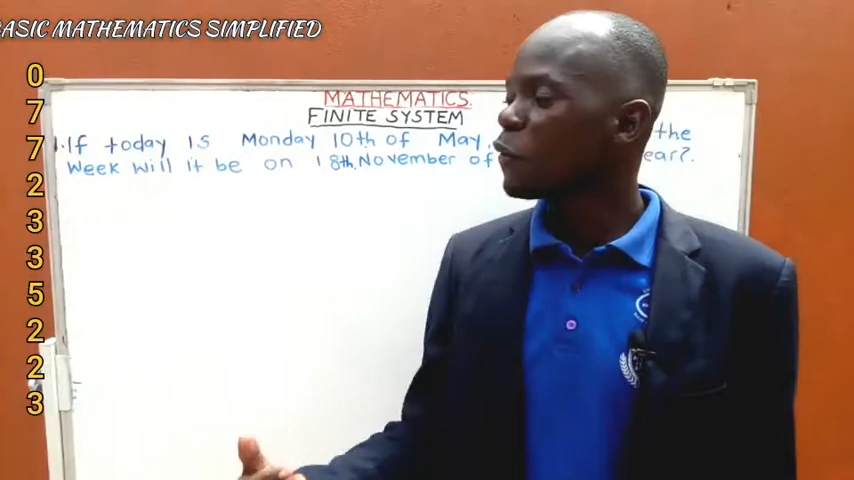 BASIC MATHEMATICS SIMPLIFIED
0
7
7
2
3
3
5
2
2
3
MATHEMATICS
FINITE SYSTEM
1. If today is Monday 10th of May, the
week will it be on 18th November of year?